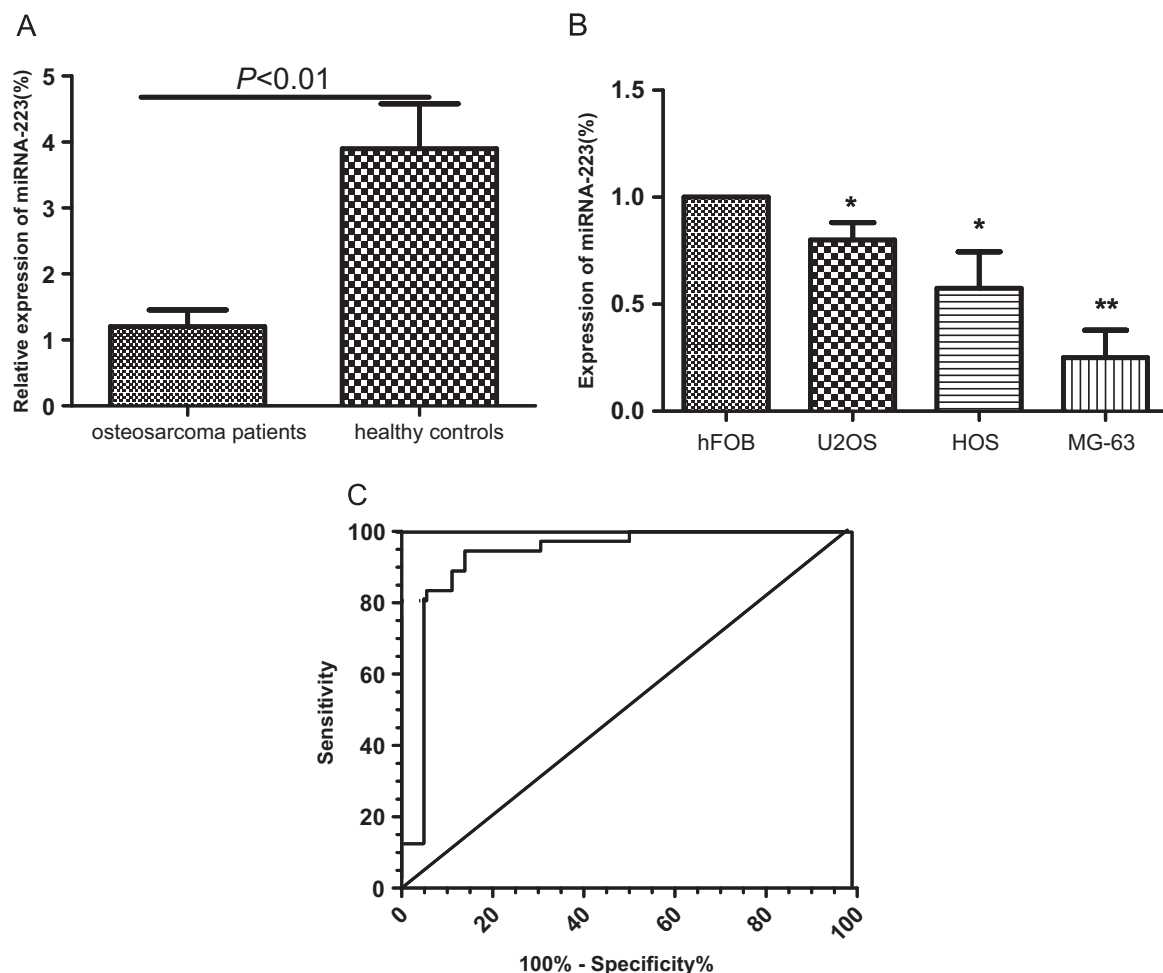 A
P<0.01
Relative expression of miRNA-223(%)
5
4
3
2
1
0
osteosarcoma patients
healthy controls
B
Expression of miRNA-223(%)
1.5
1.0
0.5
0.0
*
*
**
hFOB
U2OS
HOS
MG-63
C
Sensitivity
100
80
60
40
20
0
0
20
40
60
80
100
100% - Specificity%